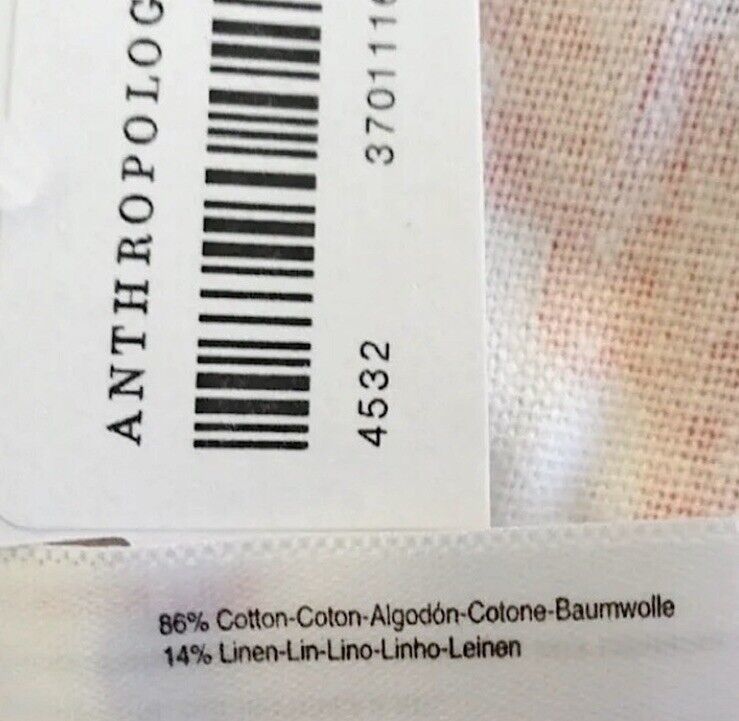 ANTHROPOLOG
4532
370111
86% Cotton-Coton-Algodón-Cotone-Baumwolle
14% Linen-Lin-Lino-Linho-Leinen